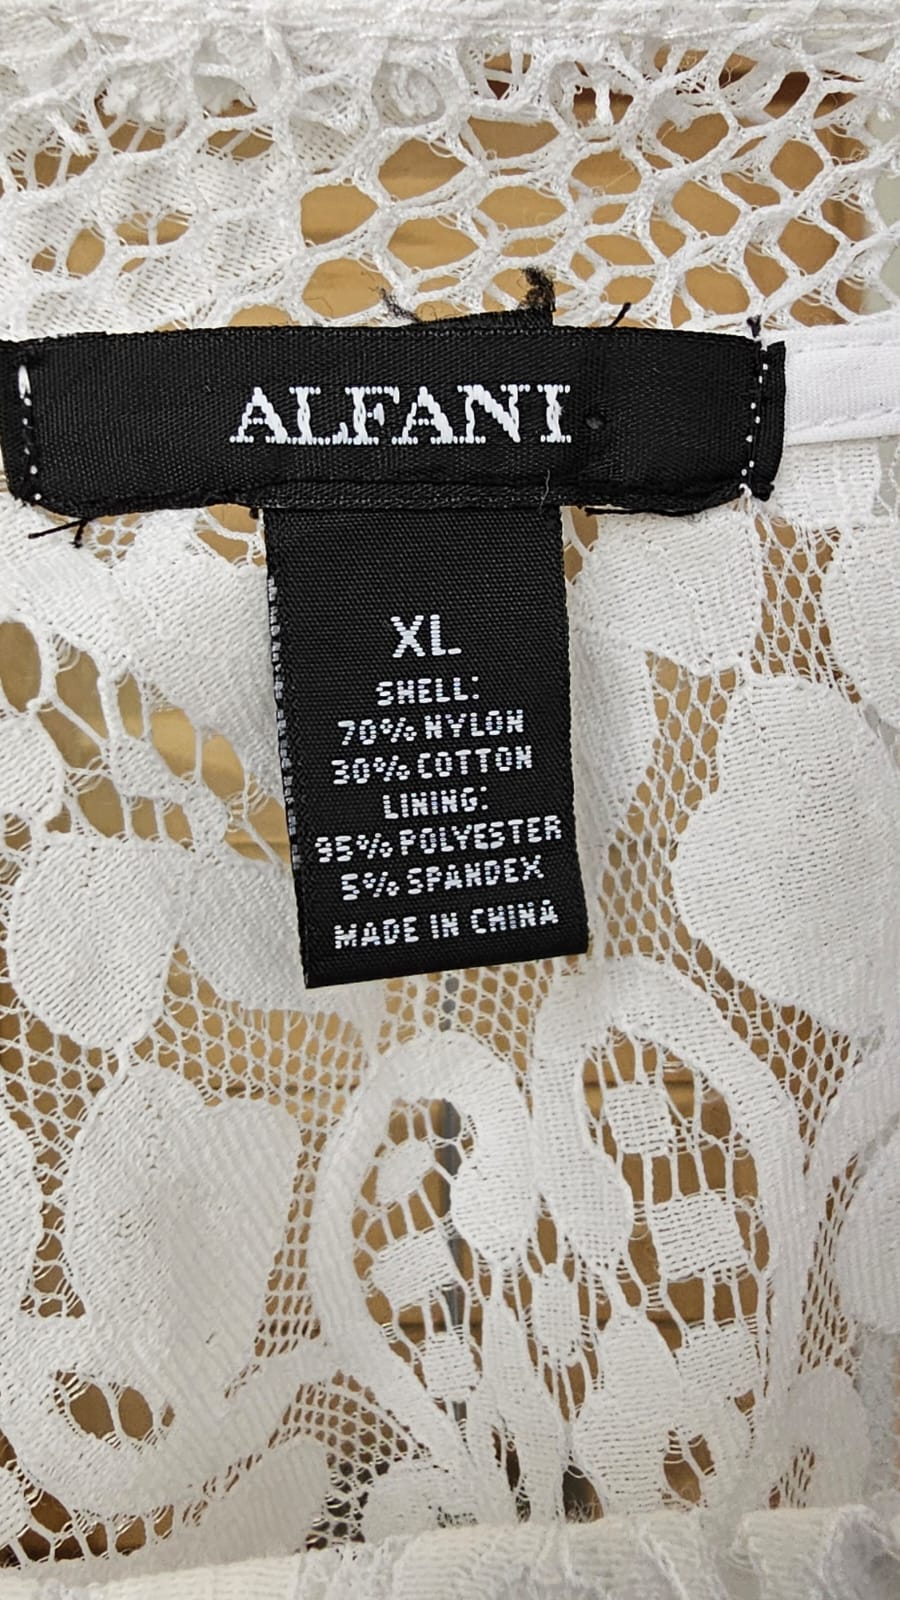 ALFANI
XL
SHELL:
70% NYLON
30% COTTON
LINING:
95% POLYESTER
5% SPANDEX
MADE IN CHINA